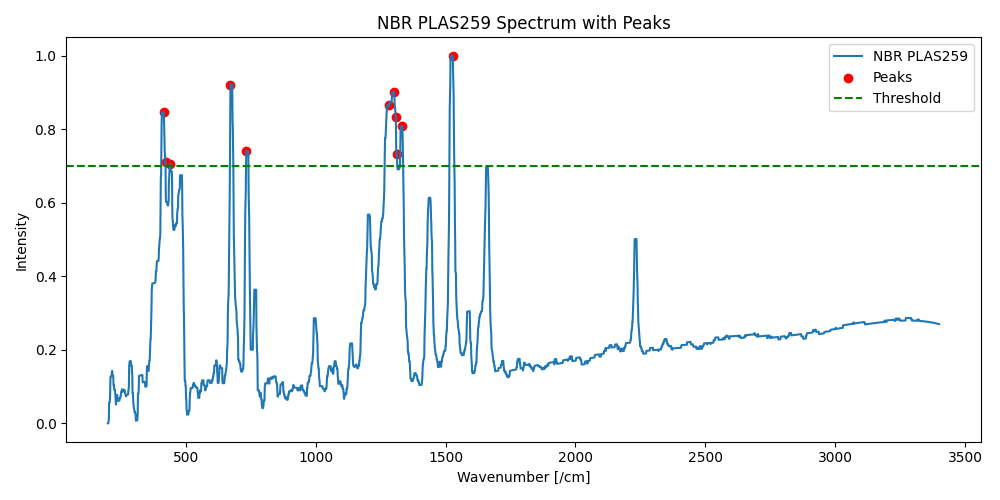 NBR PLAS259 Spectrum with Peaks
NBR PLAS259
Peaks
Threshold
Intensity
1.0
0.8
0.6
0.4
0.2
0.0
500 1000 1500 2000 2500 3000 3500
Wavenumber [/cm]